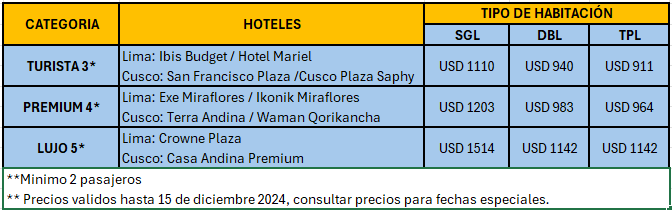 CATEGORIA HOTELES TIPO DE HABITACIÓN
SGL DBL TPL
TURISTA 3* Lima: Ibis Budget / Hotel Mariel USD 1110 USD 940 USD 911
Cusco: San Francisco Plaza /Cusco Plaza Saphy
PREMIUM 4* Lima: Exe Miraflores / Ikonik Miraflores USD 1203 USD 983 USD 964
Cusco: Terra Andina / Waman Qorikancha
LUJO 5* Lima: Crowne Plaza USD 1514 USD 1142 USD 1142
Cusco: Casa Andina Premium
**Minimo 2 pasajeros
** Precios validos hasta 15 de diciembre 2024, consultar precios para fechas especiales.